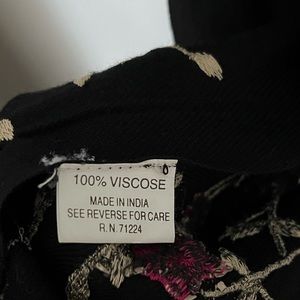 100% VISCOSE
MADE IN INDIA
SEE REVERSE FOR CARE
R. N. 71224